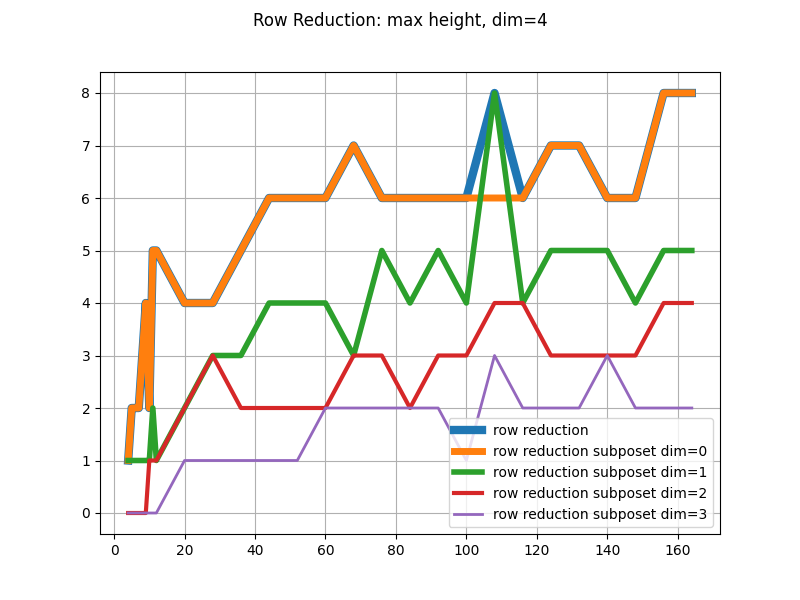 Row Reduction: max height, dim=4
8
7
6
5
4
3
2
1
0
row reduction
row reduction subposet dim=0
row reduction subposet dim=1
row reduction subposet dim=2
row reduction subposet dim=3
0 20 40 60 80 100 120 140 160